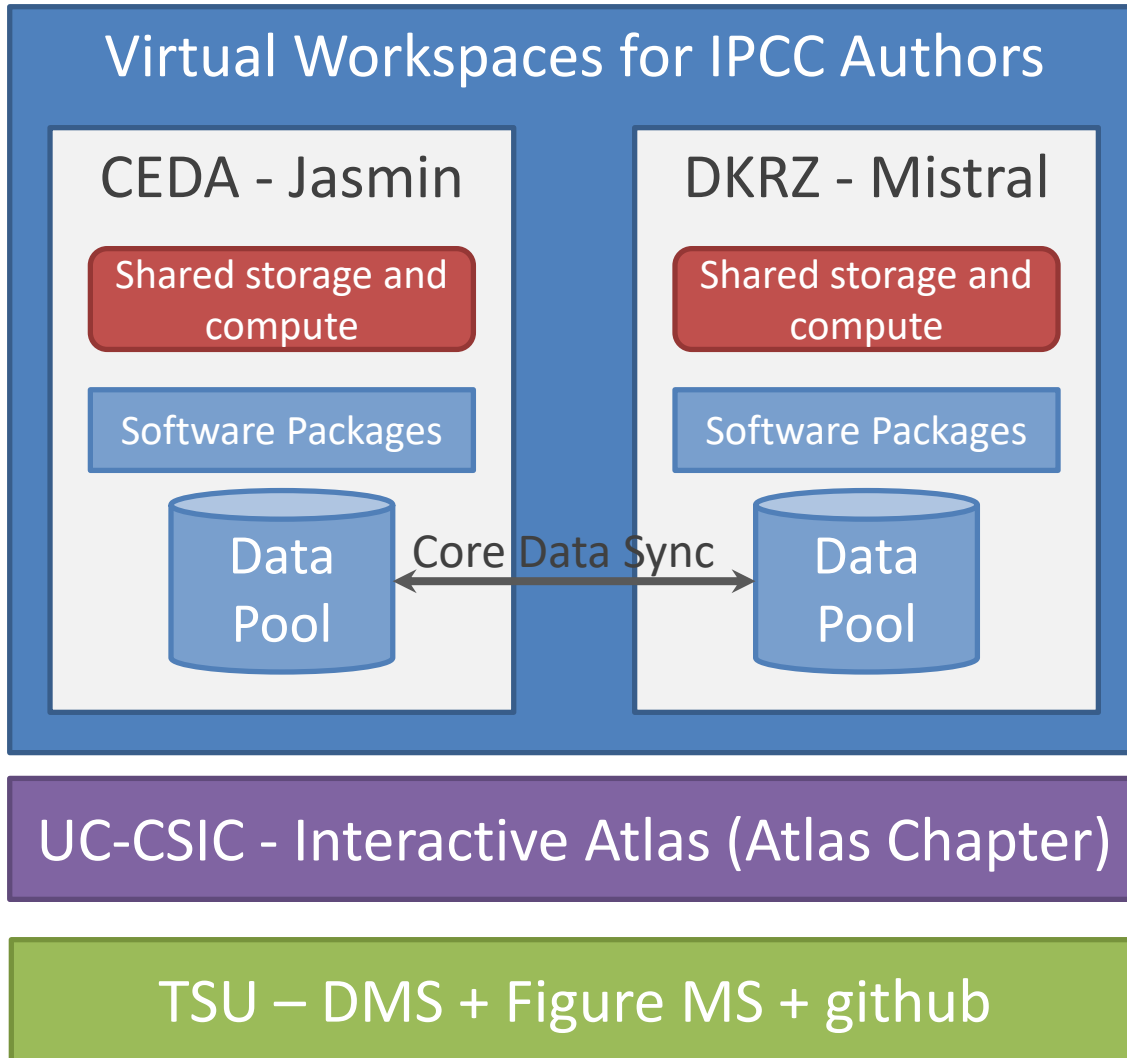 Virtual Workspaces for IPCC Authors
CEDA - Jasmin
Shared storage and
compute
Software Packages
Data
Pool
DKRZ - Mistral
Shared storage and
compute
Software Packages
Data
Pool
Core Data Sync
UC-CSIC - Interactive Atlas (Atlas Chapter)
TSU – DMS + Figure MS + github